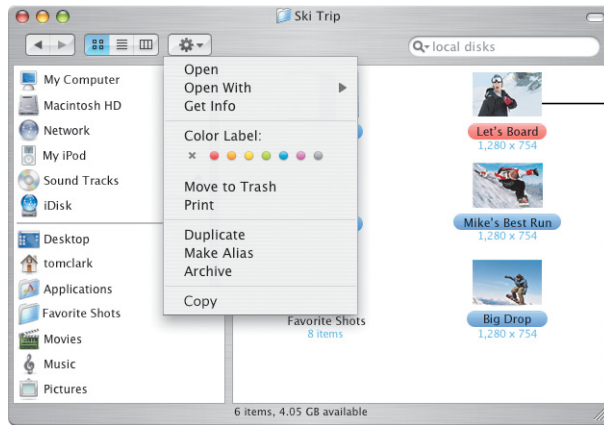 Ski Trip
local disks
My Computer
Macintosh HD
Network
My iPod
Sound Tracks
iDisk
Desktop
tomclark
Applications
Favorite Shots
Movies
Music
Pictures
Open
Open With
Get Info
Color Label:
Move to Trash
Print
Duplicate
Make Alias
Archive
Copy
Let's Board
1,280 x 754
Mike's Best Run
1,280 x 754
Favorite Shots
8 items
Big Drop
1,280 x 754
6 items, 4.05 GB available